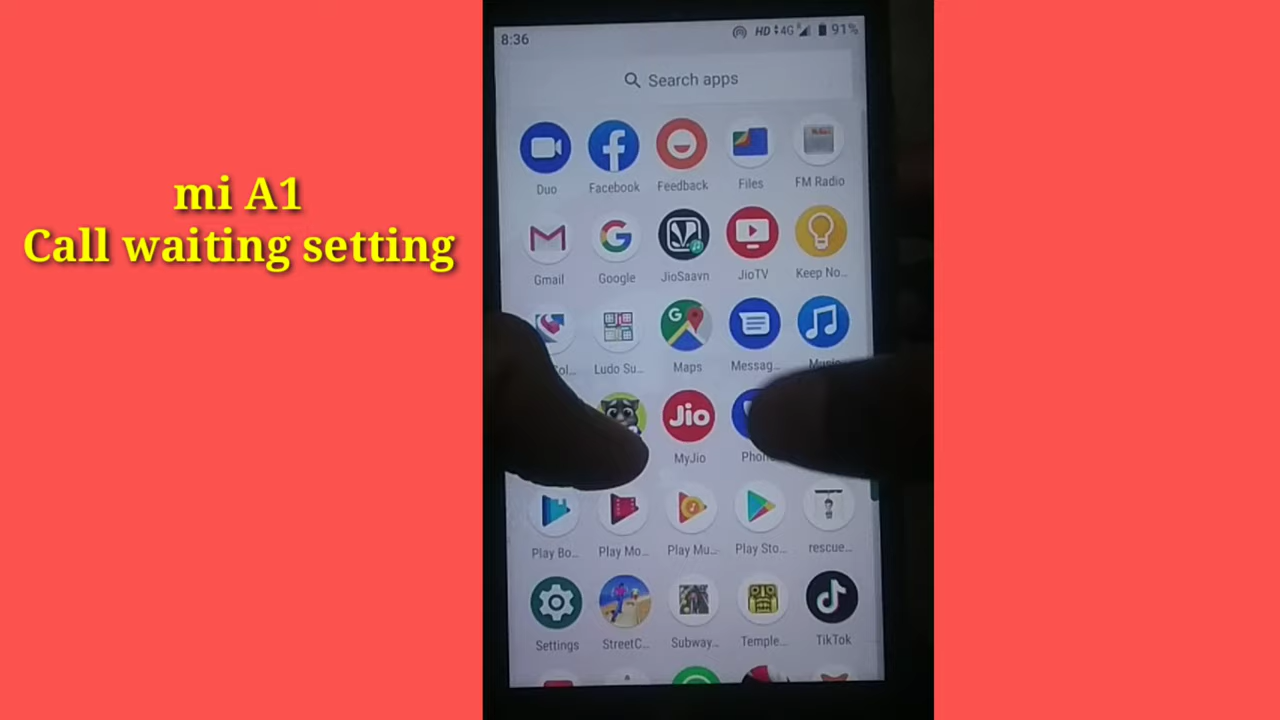 mi A1
Call waiting setting
8:36
HD 4G 91%
Search apps
Duo
Facebook
Feedback
Files
FM Radio
Gmail
Google
JioSaavn
JioTV
Keep No...
Ludo Su...
Maps
Messag...
Music
Jio
MyJio
Play Bo...
Play Mo...
Play Mu...
Play Sto...
rescue...
Settings
StreetC...
Subway...
Temple...
TikTok